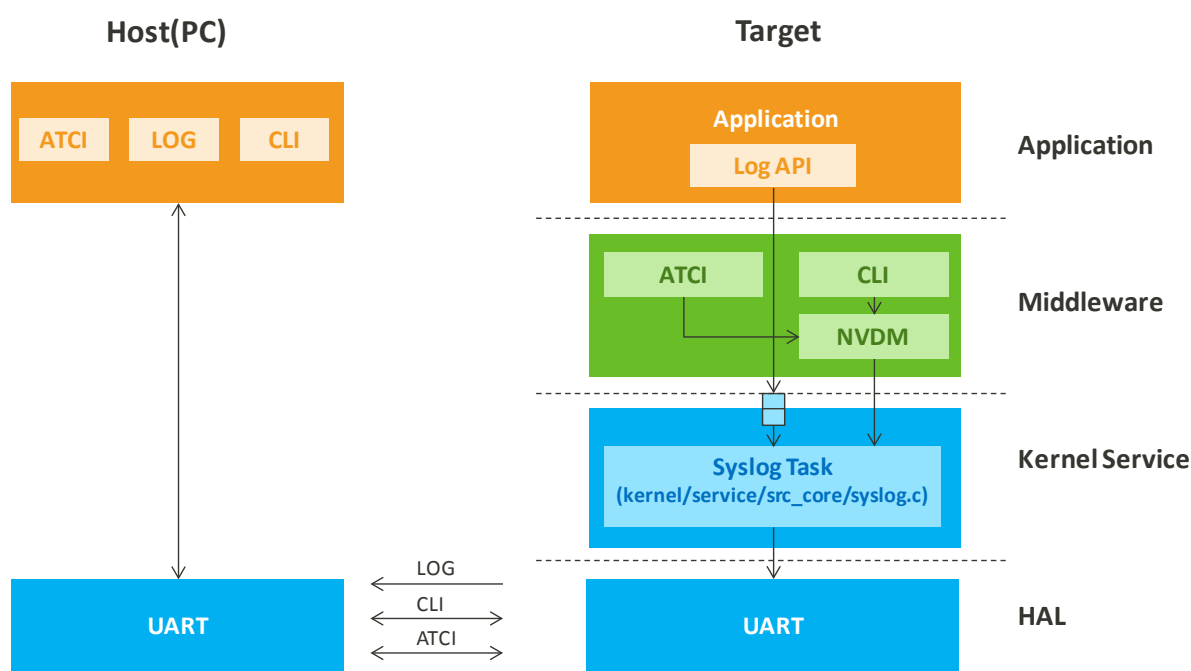 Host(PC)
Target
ATCI
LOG
CLI
Application
Log API
Application
ATCI
CLI
NVDM
Middleware
Syslog Task
(kernel/service/src_core/syslog.c)
Kernel Service
LOG
CLI
ATCI
UART
UART
HAL